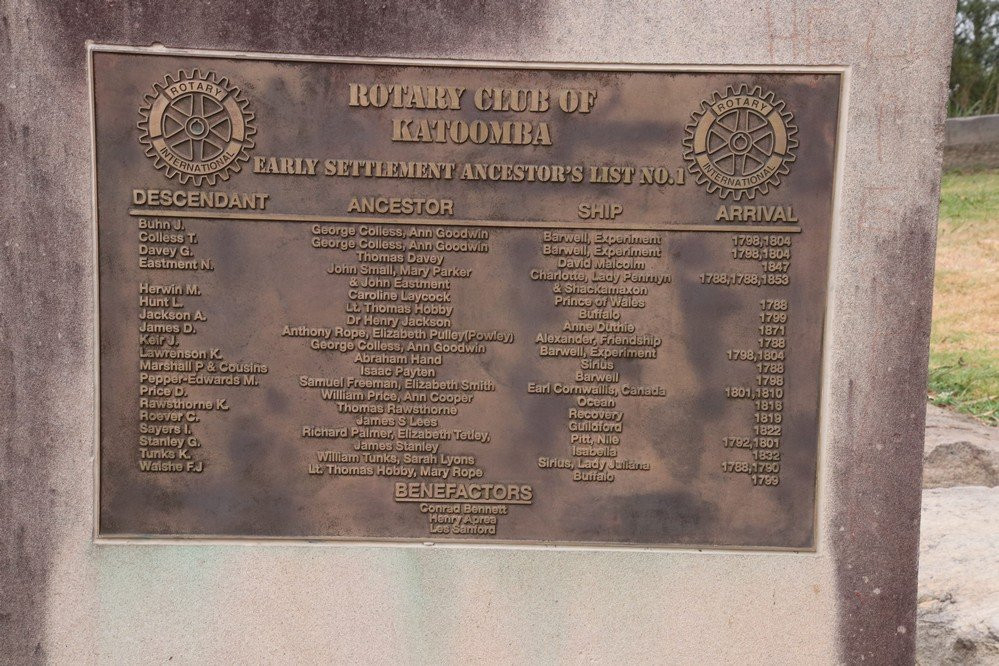 ROTARY
INTERNATIONAL
ROTARY CLUB OF
KATOOMBA
ROTARY
INTERNATIONAL
EARLY SETTLEMENT ANCESTOR'S LIST NO.1
DESCENDANT ANCESTOR SHIP ARRIVAL
Buhn J. George Colless, Ann Goodwin Barwell, Experiment 1798,1804
Colless T. George Colless, Ann Goodwin Barwell, Experiment 1798,1804
Davey G. Thomas Davey David Malcolm 1847
Eastment N. John Small, Mary Parker Charlotte, Lady Penrhyn 1788,1788,1853
& John Eastment & Shackamaxon
Herwin M. Caroline Laycock Prince of Wales 1788
Hunt L. Lt. Thomas Hobby Buffalo 1799
Jackson A. Dr Henry Jackson Anne Duthie 1871
James D. Anthony Rope, Elizabeth Pulley(Powley) Alexander, Friendship 1788
Keir J. George Colless, Ann Goodwin Barwell, Experiment 1798,1804
Lawrenson K. Abraham Hand Sirius 1788
Marshall P & Cousins Isaac Payten Barwell 1798
Pepper-Edwards M. Samuel Freeman, Elizabeth Smith Earl Cornwallis, Canada 1801,1810
Price D. William Price, Ann Cooper Ocean
Rawsthorne K. Thomas Rawsthorne Recovery 1819
Roever C. James S Lees Guildford 1822
Sayers I. Richard Palmer, Elizabeth Tetley, Pitt, Nile 1792,1801
Stanley G. James Stanley Isabella 1832
Tunks K. William Tunks, Sarah Lyons Sirius, Lady Juliana 1788,1790
Walshe F.J Lt. Thomas Hobby, Mary Rope Buffalo 1799
BENEFACTORS
Conrad Bennett
Henry Aprea
Les Sanford